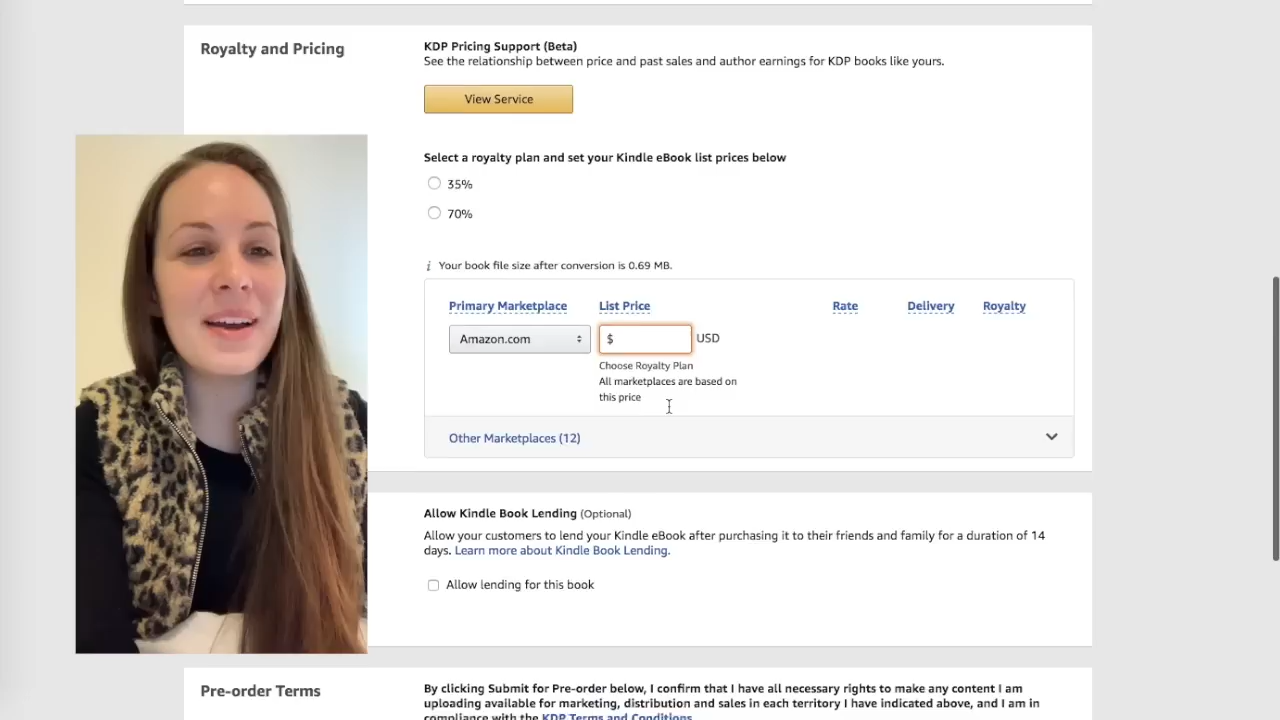 Royalty and Pricing
KDP Pricing Support (Beta)
See the relationship between price and past sales and author earnings for KDP books like yours.
View Service
Select a royalty plan and set your Kindle eBook list prices below
35%
70%
i Your book file size after conversion is 0.69 MB.
Primary Marketplace List Price Rate Delivery Royalty
Amazon.com $ USD
Choose Royalty Plan
All marketplaces are based on
this price
Other Marketplaces (12)
Allow Kindle Book Lending (Optional)
Allow your customers to lend your Kindle eBook after purchasing it to their friends and family for a duration of 14
days. Learn more about Kindle Book Lending.
Allow lending for this book
Pre-order Terms
By clicking Submit for Pre-order below, I confirm that I have all necessary rights to make any content I am
uploading available for marketing, distribution and sales in each territory I have indicated above, and I am in
compliance with the KDP Terms and Conditions.